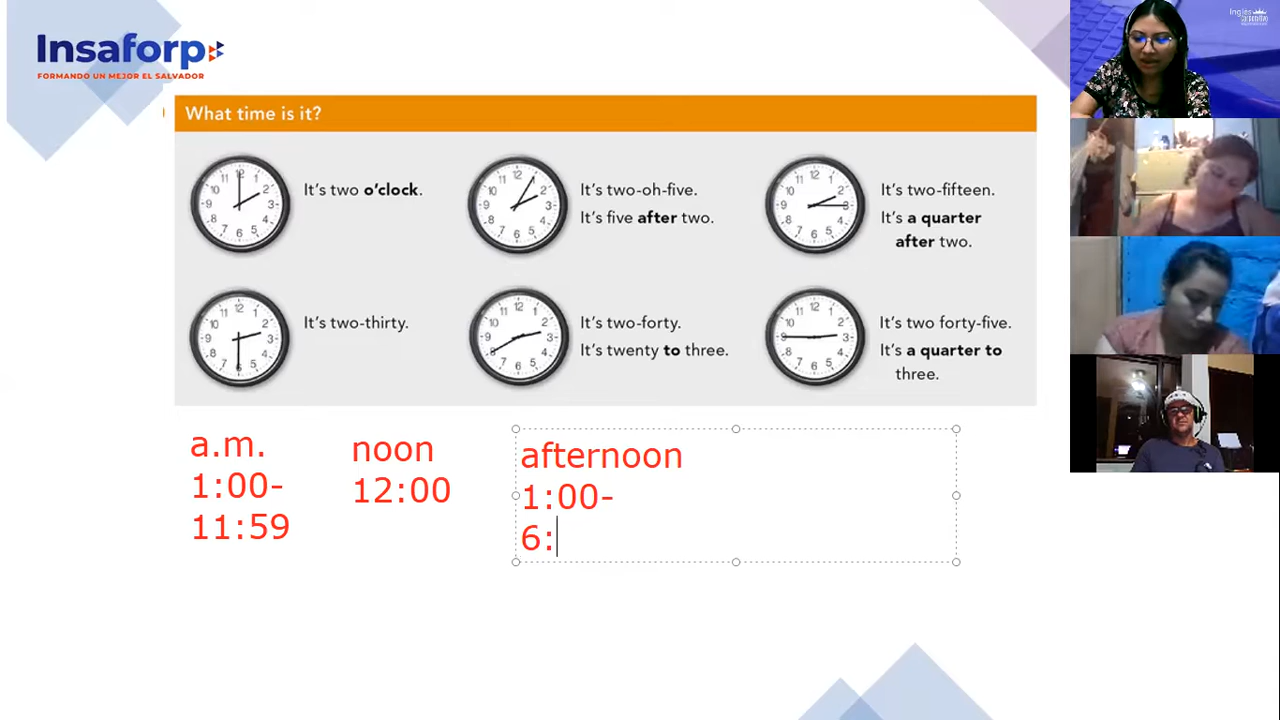 Insaforp
FORMANDO UN MEJOR EL SALVADOR
What time is it?
It's two o'clock.
It's two-oh-five.
It's five after two.
It's two-fifteen.
It's a quarter
after two.
It's two-thirty.
It's two-forty.
It's twenty to three.
It's two forty-five.
It's a quarter to
three.
a.m.
1:00-
11:59
noon
12:00
afternoon
1:00-
6:
Inglés